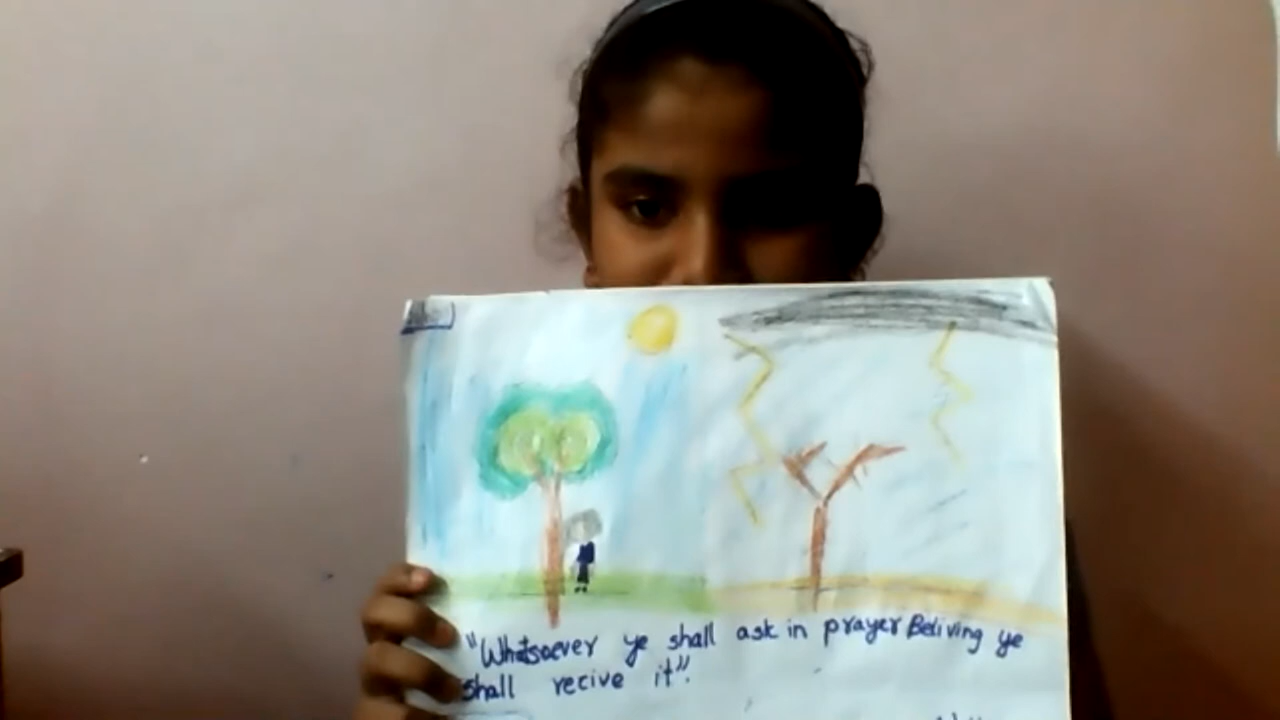 "Whatsoever ye shall ask in prayer Beliving ye
shall recive it".